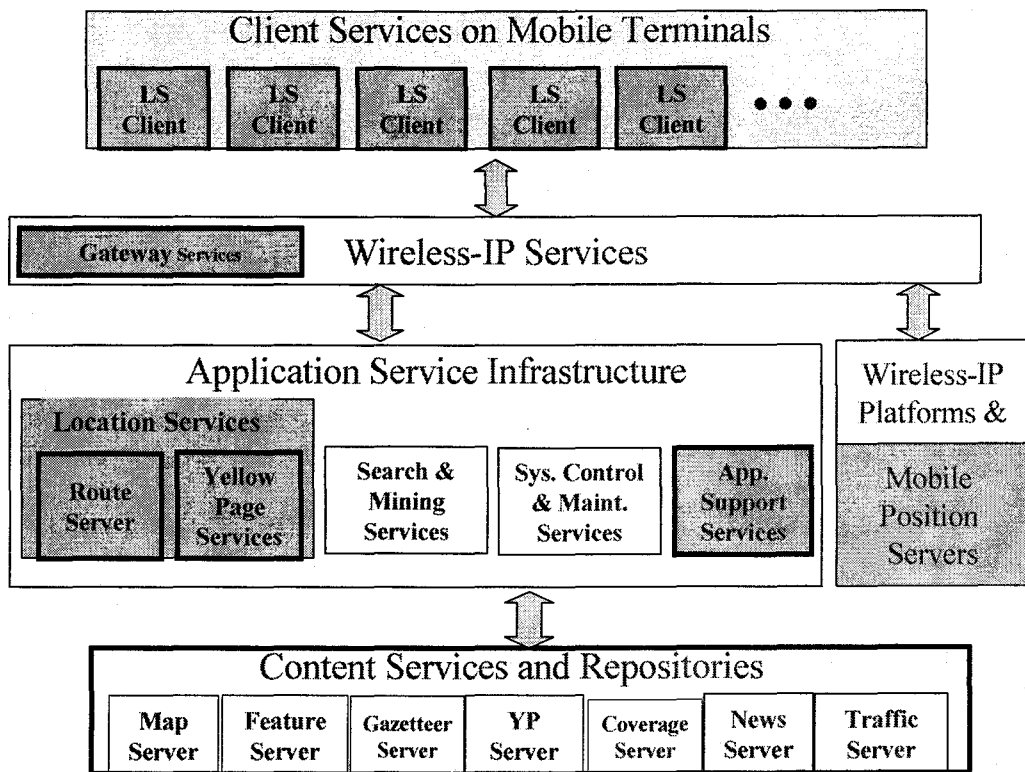 Client Services on Mobile Terminals
LS
Client
LS
Client
LS
Client
LS
Client
LS
Client
Gateway Services
Wireless-IP Services
Application Service Infrastructure
Location Services
Route
Server
Yellow
Page
Services
Search &
Mining
Services
Sys. Control
& Maint.
Services
App.
Support
Services
Wireless-IP
Platforms &
Mobile
Position
Servers
Content Services and Repositories
Map
Server
Feature
Server
Gazetteer
Server
YP
Server
Coverage
Server
News
Server
Traffic
Server